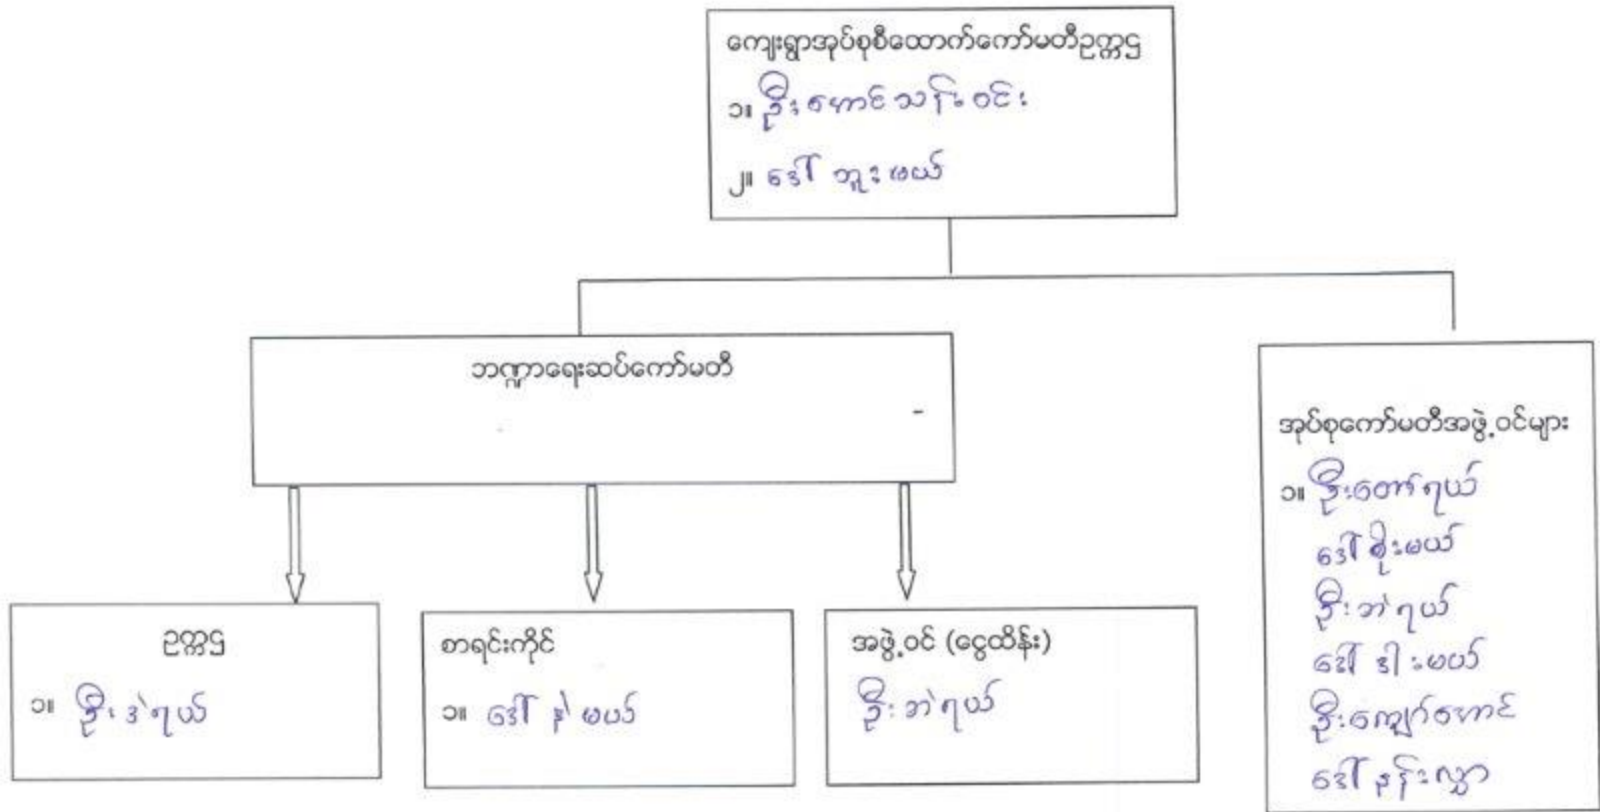 ကျေးရွာအုပ်စုစီထောက်ကော်မတီဥက္ကဌ
၁။ ဦးအောင်သန်းဝင်း
၂။ ဒေါ်ဘူးမယ်
ဘဏ္ဍာရေးဆပ်ကော်မတီ
-
ဥက္ကဌ
၁။ ဦးဒဲရယ်
စာရင်းကိုင်
၁။ ဒေါ်နဲမယ်
အဖွဲ့ဝင် (ငွေထိန်း)
ဦးဘဲရယ်
အုပ်စုကော်မတီအဖွဲ့ဝင်များ
၁။ ဦးတော်ရယ်
ဒေါ်စိုးမယ်
ဦးဘဲရယ်
ဒေါ်ဒါးမယ်
ဦးကျော်အောင်
ဒေါ်နန်းလှာ